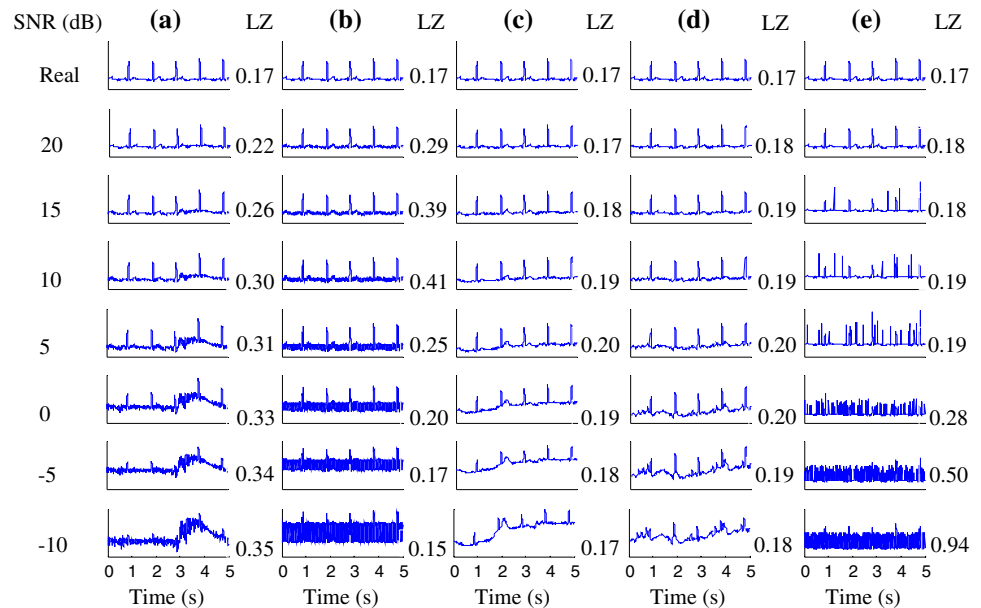 SNR (dB) (a) LZ (b) LZ (c) LZ (d) LZ (e) LZ
Real 0.17 0.17 0.17 0.17 0.17
20 0.22 0.29 0.17 0.18 0.18
15 0.26 0.39 0.18 0.19 0.18
10 0.30 0.41 0.19 0.19 0.19
5 0.31 0.25 0.20 0.20 0.19
0 0.33 0.20 0.19 0.20 0.28
-5 0.34 0.17 0.18 0.19 0.50
-10 0.35 0.15 0.17 0.18 0.94
0 1 2 3 4 5 0 1 2 3 4 5 0 1 2 3 4 5 0 1 2 3 4 5 0 1 2 3 4 5
Time (s) Time (s) Time (s) Time (s) Time (s)